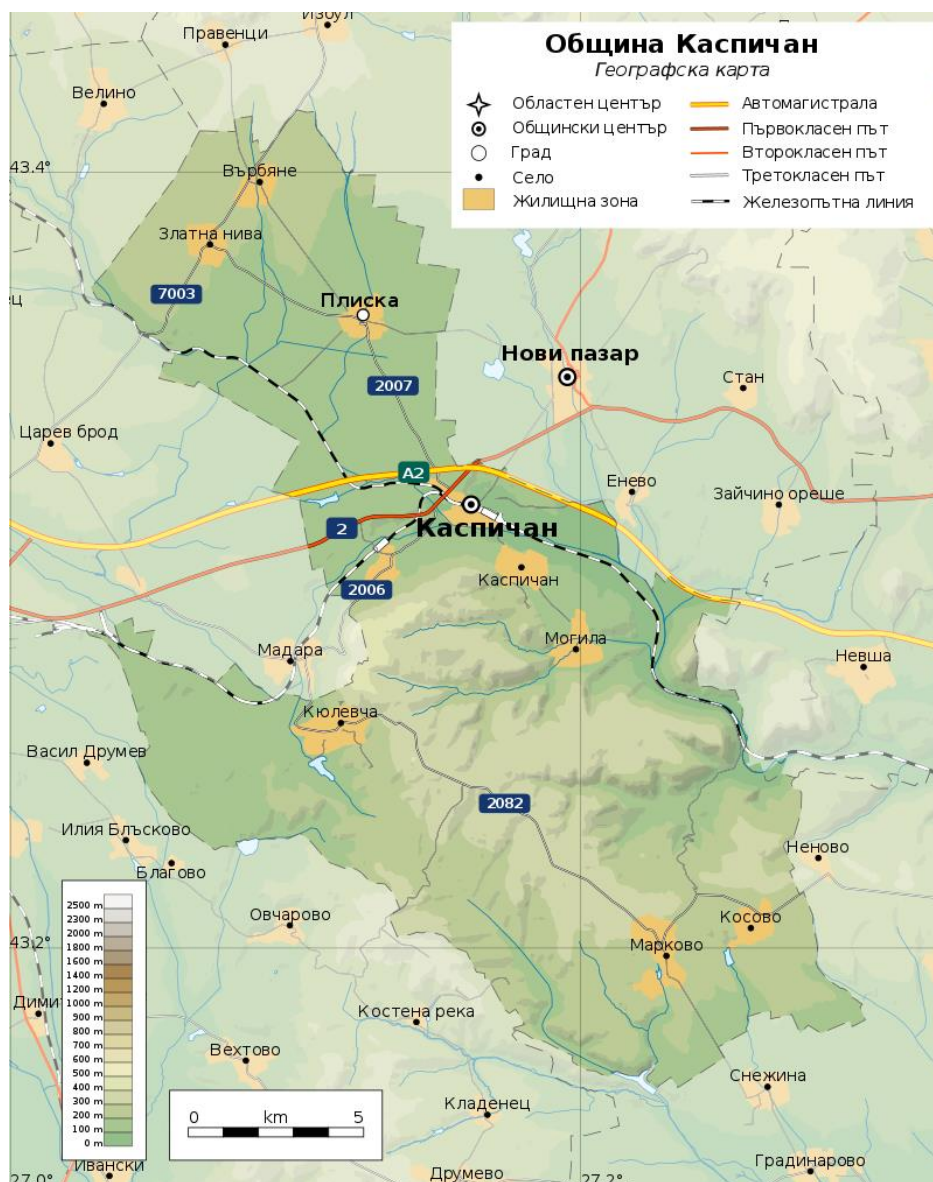 Избул
Правенци
Община Каспичан
Географска карта
Областен център
Общински център
Град
Село
Жилищна зона
Автомагистрала
Първокласен път
Второкласен път
Третокласен път
Железопътна линия
Велино
43.4°
Върбяне
Златна нива
7003
Плиска
Нови пазар
2007
Стан
Царев брод
A2
Енево
Зайчино ореше
2
Каспичан
Каспичан
2006
Могила
Мадара
Невша
Кюлевча
Васил Друмев
2082
Илия Блъсково
Благово
Неново
2500 m
2300 m
2000 m
1800 m
1600 m
1400 m
1200 m
1000 m
900 m
800 m
700 m
600 m
500 m
400 m
300 m
200 m
100 m
0 m
Овчарово
Косово
43.2°
Марково
Костена река
Вехтово
Снежина
0 km 5
Кладенец
27.0°
Ивански
Друмево
27.2°
Градинарово